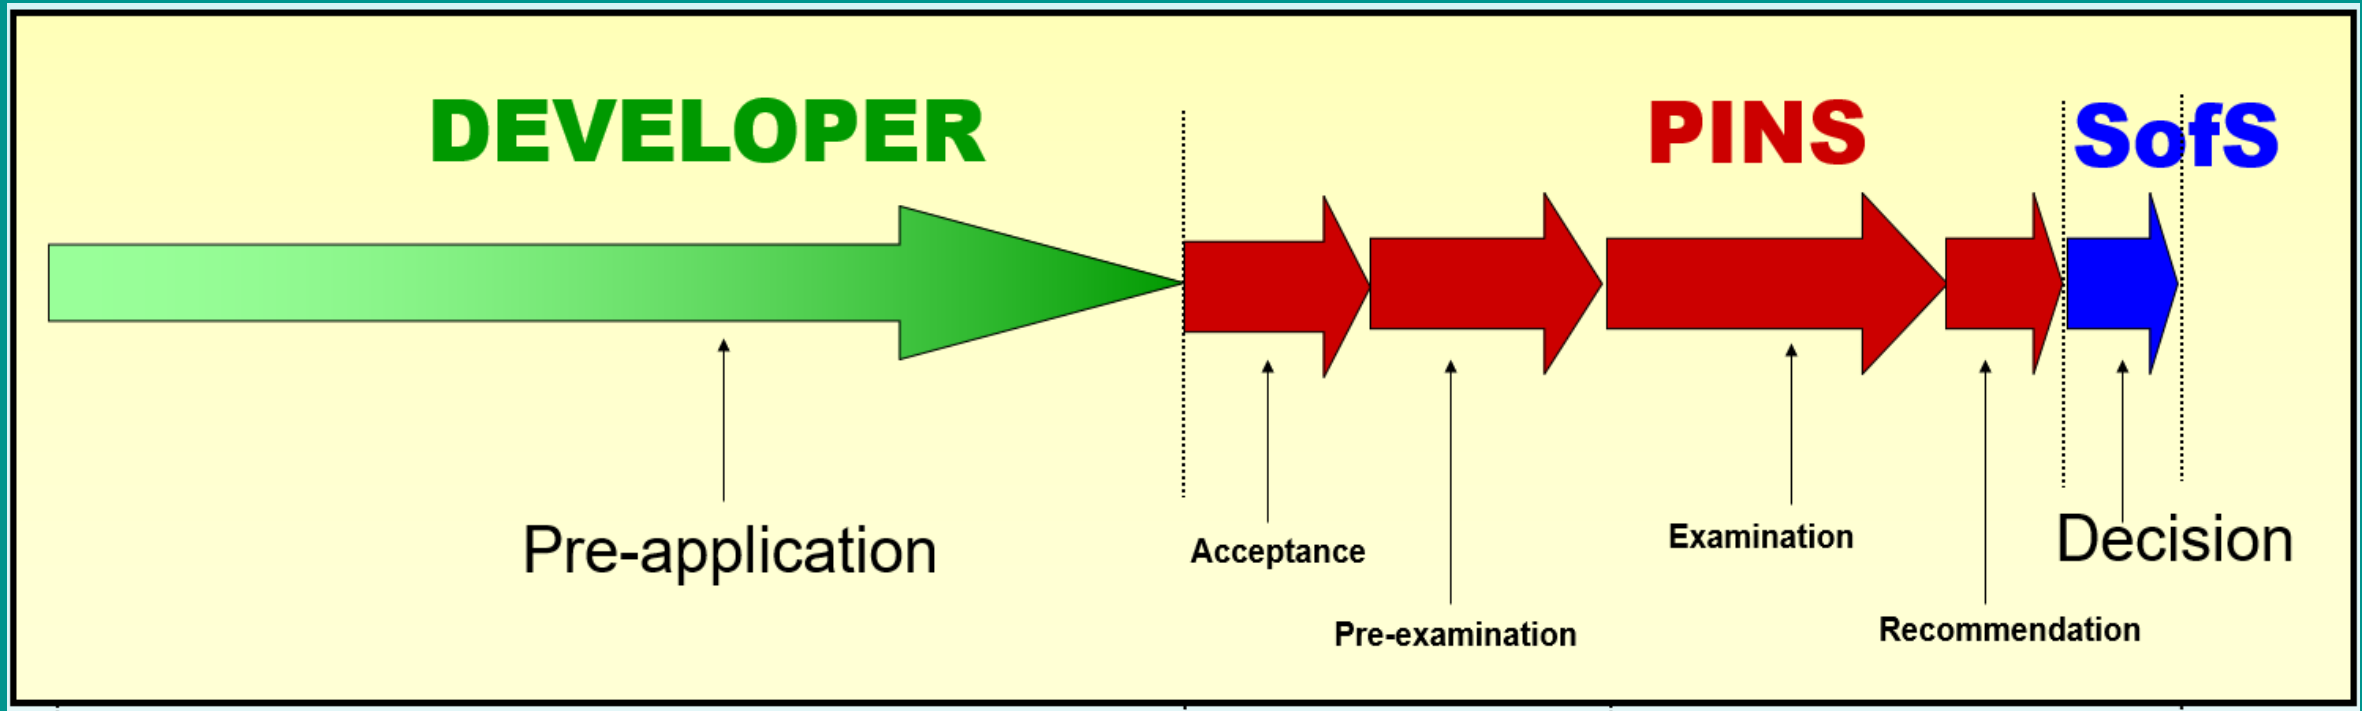 DEVELOPER
PINS
SofS
Pre-application
Acceptance
Pre-examination
Examination
Recommendation
Decision